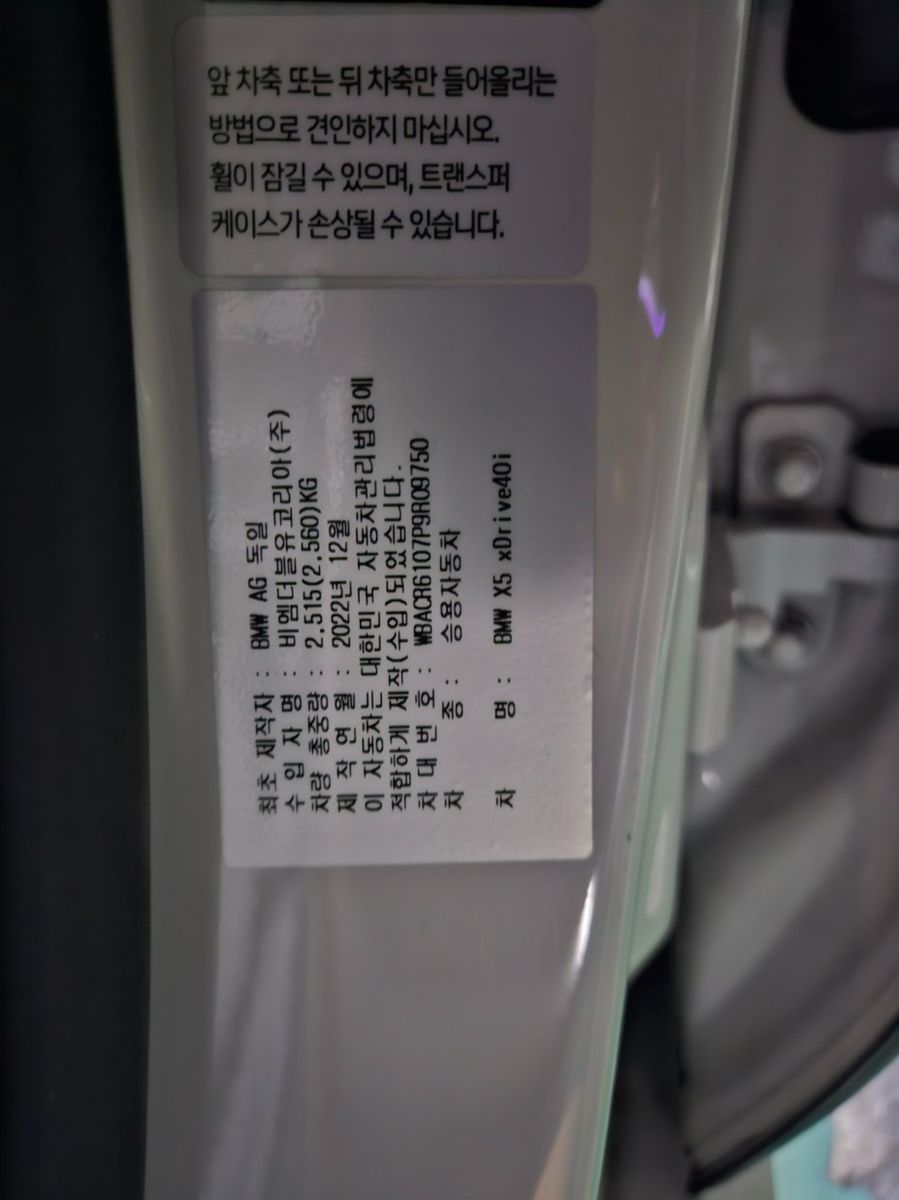 앞 차축 또는 뒤 차축만 들어올리는
방법으로 견인하지 마십시오.
휠이 잠길 수 있으며, 트랜스퍼
케이스가 손상될 수 있습니다.
최초 제작자 : BMW AG 독일
수 입 자 명 : 비엠더블유코리아(주)
차량 총중량 : 2,515(2,560)KG
제 작 연 월 : 2022년 12월
이 자동차는 대한민국 자동차관리법령에
적합하게 제작(수입)되었습니다.
차 대 번 호 : WBACR6107P9R09750
차 종 : 승용자동차
차 명 : BMW X5 xDrive40i